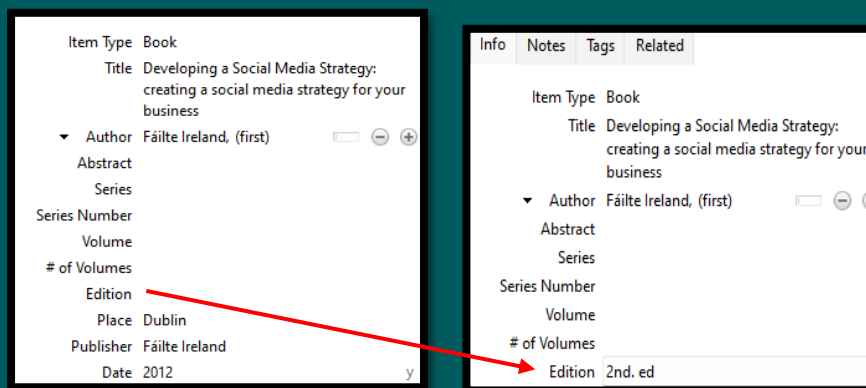 Item Type Book
Title Developing a Social Media Strategy:
creating a social media strategy for your
business
Author Fáilte Ireland, (first)
Abstract
Series
Series Number
Volume
# of Volumes
Edition
Place Dublin
Publisher Fáilte Ireland
Date 2012 y
Info Notes Tags Related
Item Type Book
Title Developing a Social Media Strategy:
creating a social media strategy for your
business
Author Fáilte Ireland, (first)
Abstract
Series
Series Number
Volume
# of Volumes
Edition 2nd. ed